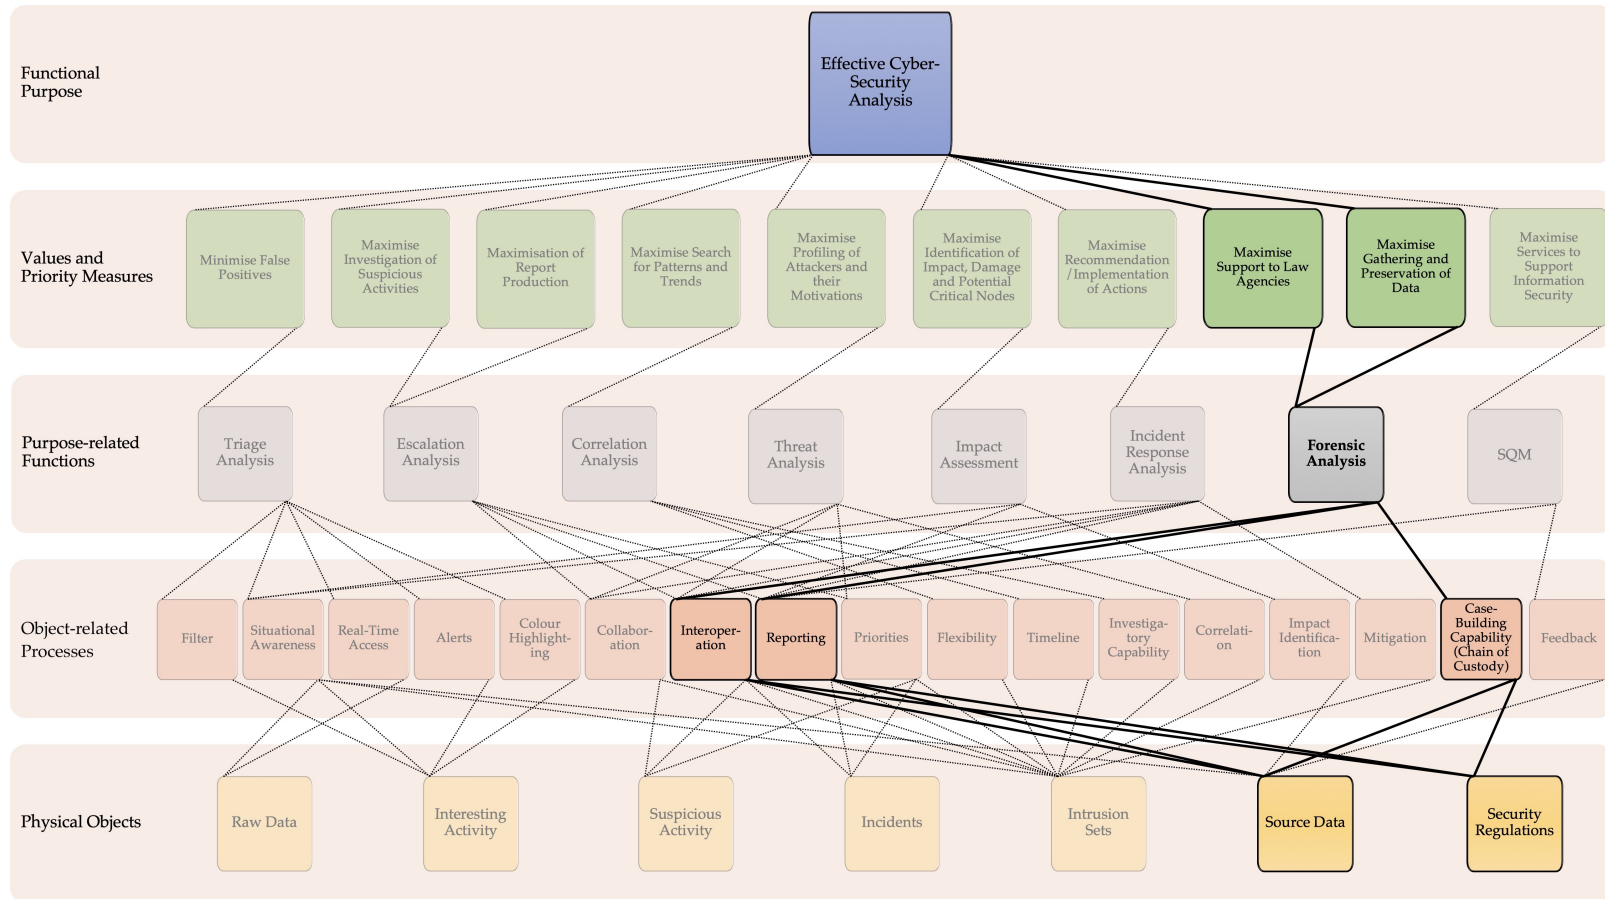 Functional
Purpose
Effective Cyber-
Security
Analysis
Values and
Priority Measures
Minimise False
Positives
Maximise
Investigation of
Suspicious
Activities
Maximisation of
Report
Production
Maximise Search
for Patterns and
Trends
Maximise
Profiling of
Attackers and
their
Motivations
Maximise
Identification of
Impact, Damage
and Potential
Critical Nodes
Maximise
Recommendation
/Implementation
of Actions
Maximise
Support to Law
Agencies
Maximise
Gathering and
Preservation of
Data
Maximise
Services to
Support
Information
Security
Purpose-related
Functions
Triage
Analysis
Escalation
Analysis
Correlation
Analysis
Threat
Analysis
Impact
Assessment
Incident
Response
Analysis
Forensic
Analysis
SQM
Object-related
Processes
Filter
Situational
Awareness
Real-Time
Access
Alerts
Colour
Highlight-
ing
Collabor-
ation
Interoper-
ation
Reporting
Priorities
Flexibility
Timeline
Investiga-
tory
Capability
Correlati-
on
Impact
Identifica-
tion
Mitigation
Case-
Building
Capability
(Chain of
Custody)
Feedback
Physical Objects
Raw Data
Interesting
Activity
Suspicious
Activity
Incidents
Intrusion
Sets
Source Data
Security
Regulations